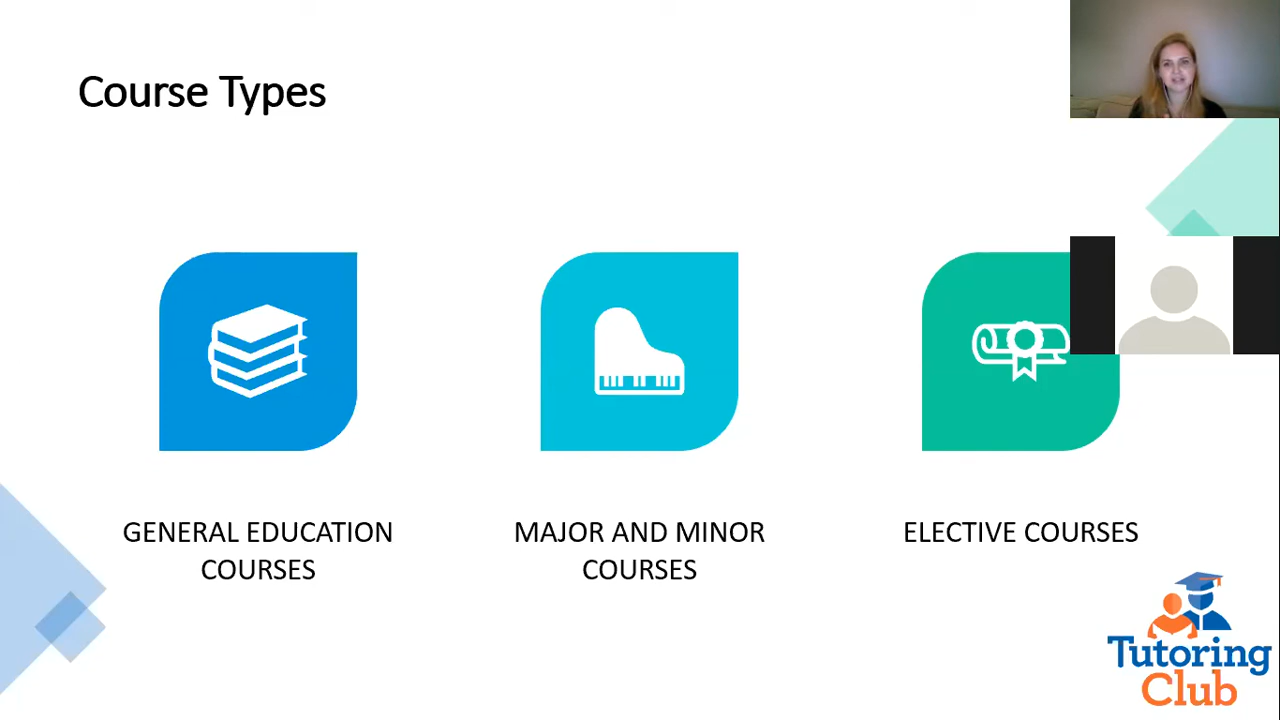 Course Types
GENERAL EDUCATION
COURSES
MAJOR AND MINOR
COURSES
ELECTIVE COURSES
Tutoring
Club